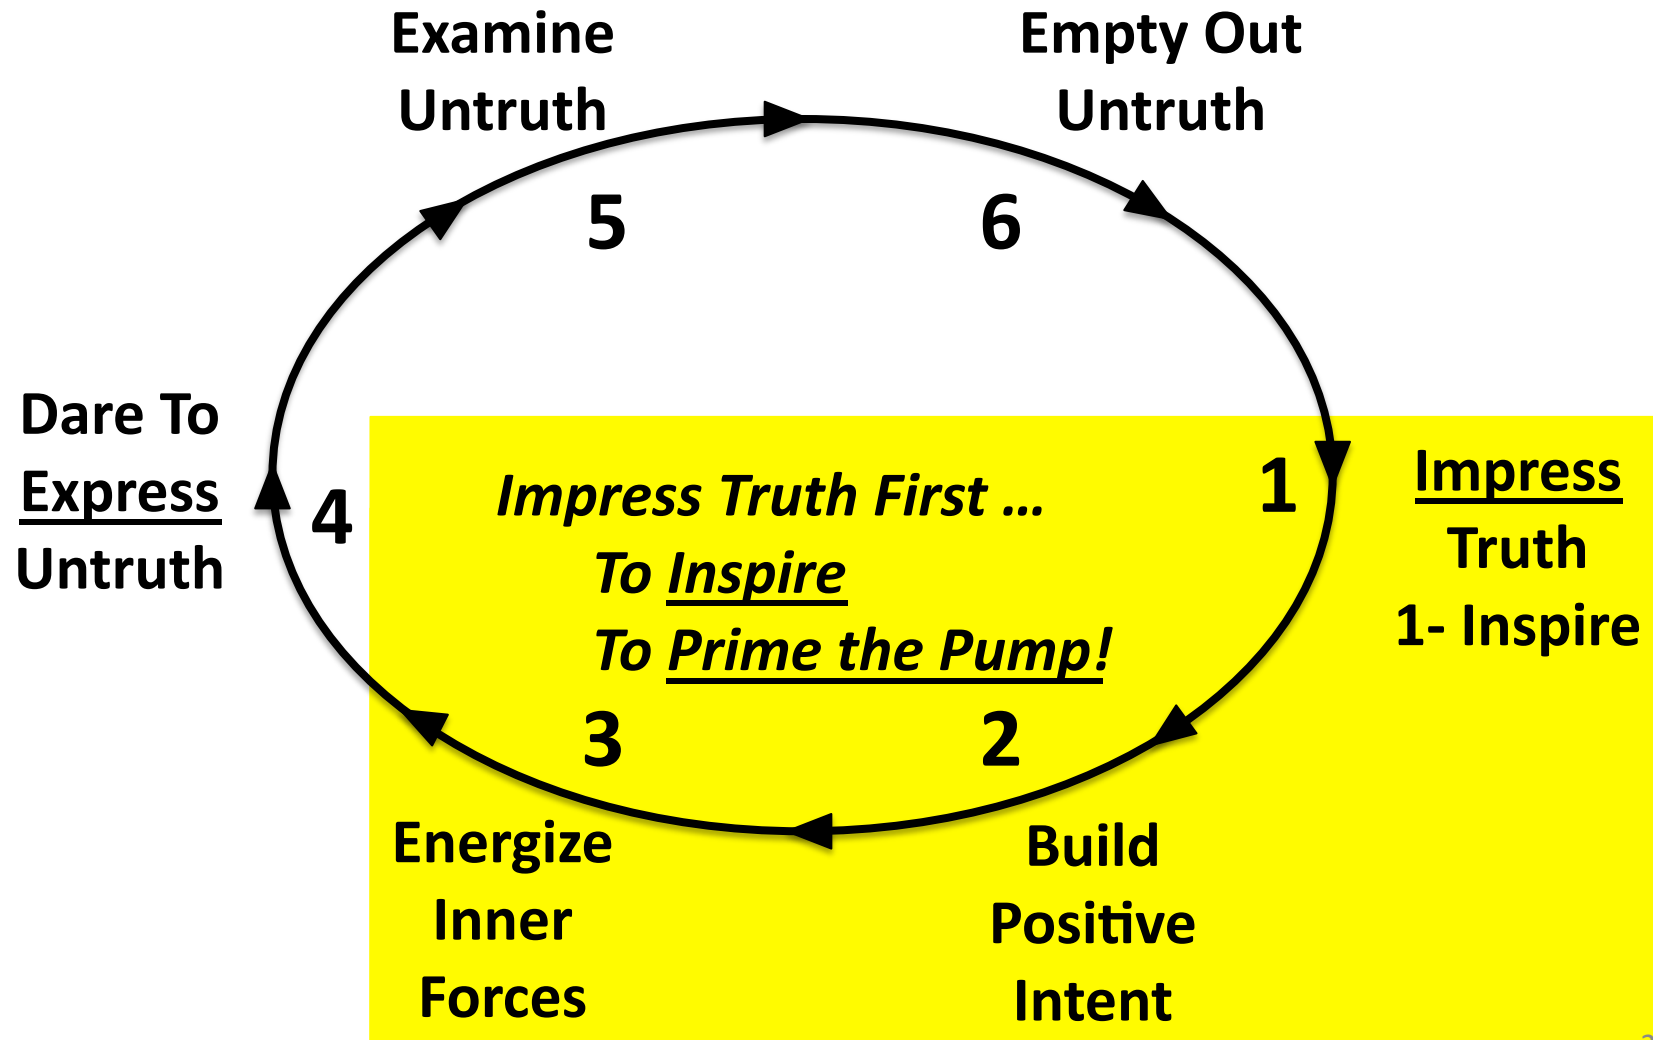 Examine
Untruth
Empty Out
Untruth
5
6
Dare To
Express
Untruth
4
Impress Truth First ...
To Inspire
To Prime the Pump!
1
Impress
Truth
1- Inspire
3
2
Energize
Inner
Forces
Build
Positive
Intent